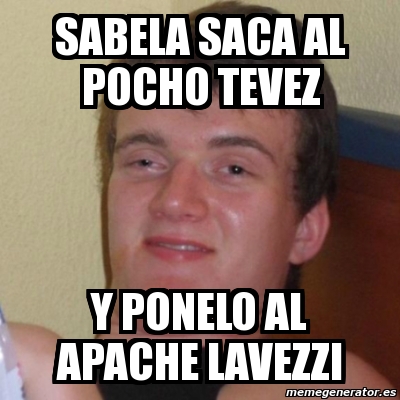 SABELA SACA AL
POCHO TEVEZ
Y PONELO AL
APACHE LAVEZZI
memegenerator.es